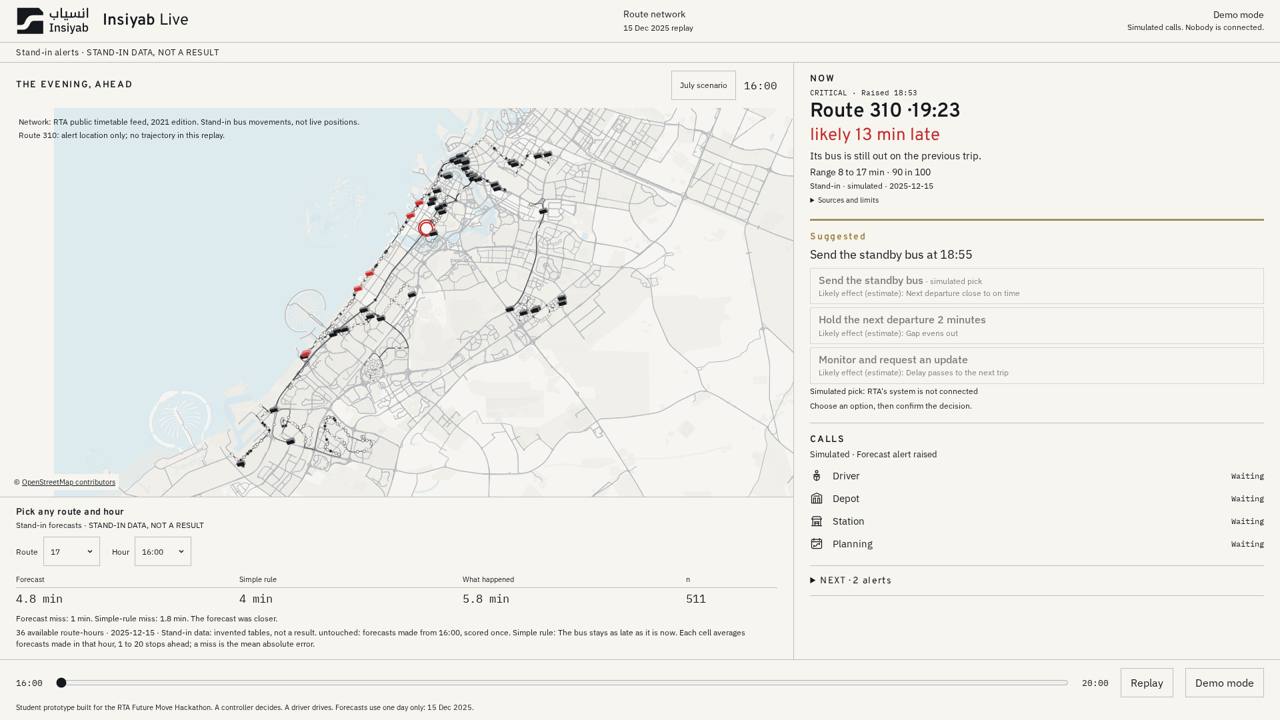 انسياب
Insiyab
Insiyab Live
Route network
15 Dec 2025 replay
Demo mode
Simulated calls. Nobody is connected.
Stand-in alerts · STAND-IN DATA, NOT A RESULT
THE EVENING, AHEAD
July scenario
16:00
Network: RTA public timetable feed, 2021 edition. Stand-in bus movements, not live positions.
Route 310: alert location only; no trajectory in this replay.
© OpenStreetMap contributors
Pick any route and hour
Stand-in forecasts · STAND-IN DATA, NOT A RESULT
Route 17 Hour 16:00
Forecast Simple rule What happened n
4.8 min 4 min 5.8 min 511
Forecast miss: 1 min. Simple-rule miss: 1.8 min. The forecast was closer.
36 available route-hours · 2025-12-15 · Stand-in data: invented tables, not a result. untouched: forecasts made from 16:00, scored once. Simple rule: The bus stays as late as it is now. Each cell averages
forecasts made in that hour, 1 to 20 stops ahead; a miss is the mean absolute error.
NOW
CRITICAL · Raised 18:53
Route 310 ·19:23
likely 13 min late
Its bus is still out on the previous trip.
Range 8 to 17 min · 90 in 100
Stand-in · simulated · 2025-12-15
Sources and limits
Suggested
Send the standby bus at 18:55
Send the standby bus · simulated pick
Likely effect (estimate): Next departure close to on time
Hold the next departure 2 minutes
Likely effect (estimate): Gap evens out
Monitor and request an update
Likely effect (estimate): Delay passes to the next trip
Simulated pick: RTA's system is not connected
Choose an option, then confirm the decision.
CALLS
Simulated · Forecast alert raised
Driver Waiting
Depot Waiting
Station Waiting
Planning Waiting
NEXT · 2 alerts
16:00
20:00
Replay
Demo mode
Student prototype built for the RTA Future Move Hackathon. A controller decides. A driver drives. Forecasts use one day only: 15 Dec 2025.